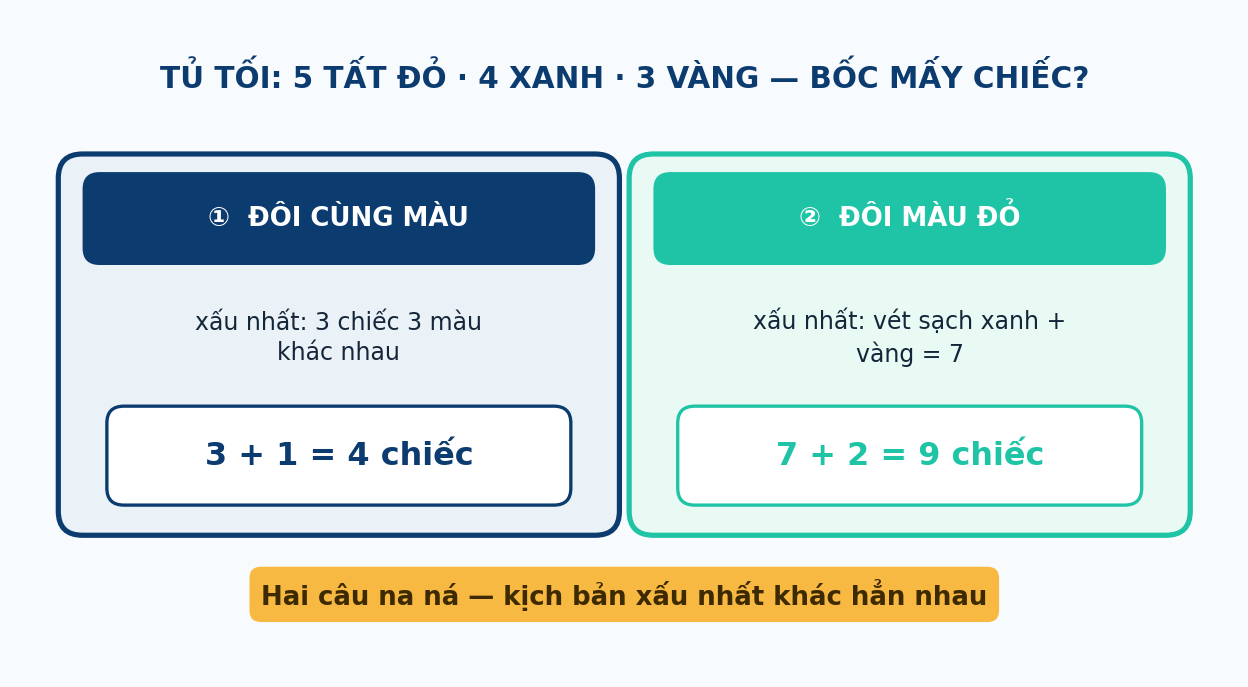 TỦ TỐI: 5 TẤT ĐỎ · 4 XANH · 3 VÀNG — BỐC MẤY CHIẾC?
① ĐÔI CÙNG MÀU
xấu nhất: 3 chiếc 3 màu
khác nhau
3 + 1 = 4 chiếc
② ĐÔI MÀU ĐỎ
xấu nhất: vét sạch xanh +
vàng = 7
7 + 2 = 9 chiếc
Hai câu na ná — kịch bản xấu nhất khác hẳn nhau